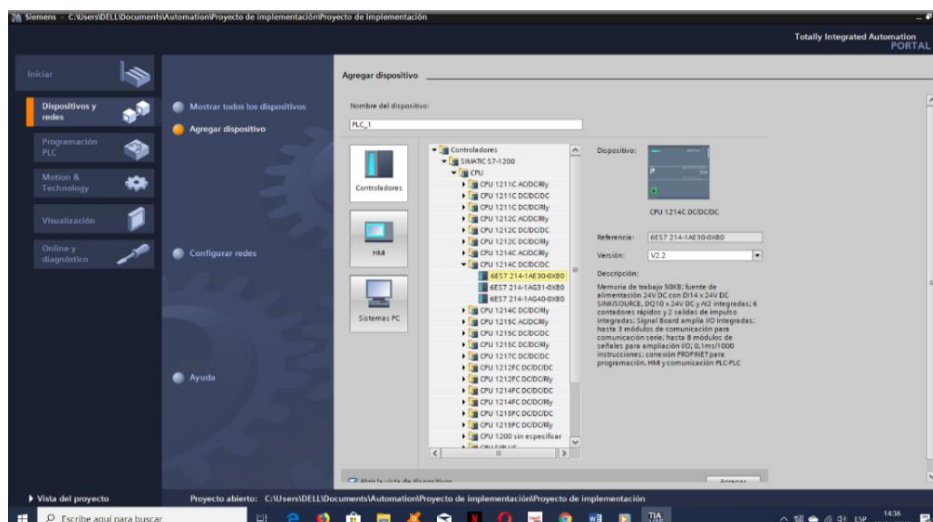 Siemens - C:\Users\DELL\Documents\Automation\Proyecto de implementación\Proyecto de implementación
Totally Integrated Automation
PORTAL
Iniciar
Dispositivos y
redes
Programación
PLC
Motion &
Technology
Visualización
Online y
diagnóstico
Mostrar todos los dispositivos
Agregar dispositivo
Configurar redes
Ayuda
Agregar dispositivo
Nombre del dispositivo:
PLC_1
Controladores
HMI
Sistemas PC
Controladores
SIMATIC S7-1200
CPU
CPU 1211C AC/DC/Rly
CPU 1211C DC/DC/DC
CPU 1211C DC/DC/Rly
CPU 1212C AC/DC/Rly
CPU 1212C DC/DC/DC
CPU 1212C DC/DC/Rly
CPU 1214C AC/DC/Rly
CPU 1214C DC/DC/DC
6ES7 214-1AE30-0XB0
6ES7 214-1AG31-0XB0
6ES7 214-1AG40-0XB0
CPU 1214C DC/DC/Rly
CPU 1215C AC/DC/Rly
CPU 1215C DC/DC/DC
CPU 1215C DC/DC/Rly
CPU 1217C DC/DC/DC
CPU 1212FC DC/DC/DC
CPU 1212FC DC/DC/Rly
CPU 1214FC DC/DC/DC
CPU 1214FC DC/DC/Rly
CPU 1215FC DC/DC/DC
CPU 1215FC DC/DC/Rly
CPU 1200 sin especificar
CPU SIPLUS
Dispositivo:
CPU 1214C DC/DC/DC
Referencia:
6ES7 214-1AE30-0XB0
Versión:
V2.2
Descripción:
Memoria de trabajo 50KB; fuente de
alimentación 24V DC con DI14 x 24V DC
SINK/SOURCE, DQ10 x 24V DC y AI2 integradas; 6
contadores rápidos y 2 salidas de impulso
integradas; Signal Board amplía I/O integradas;
hasta 3 módulos de comunicación para
comunicación serie; hasta 8 módulos de
señales para ampliación I/O; 0,1ms/1000
instrucciones; conexión PROFINET para
programación, HMI y comunicación PLC-PLC
Abrir la vista de dispositivos
Agregar
Vista del proyecto
Proyecto abierto: C:\Users\DELL\Documents\Automation\Proyecto de implementación\Proyecto de implementación
Escribe aquí para buscar
TIA
ESP
14:36